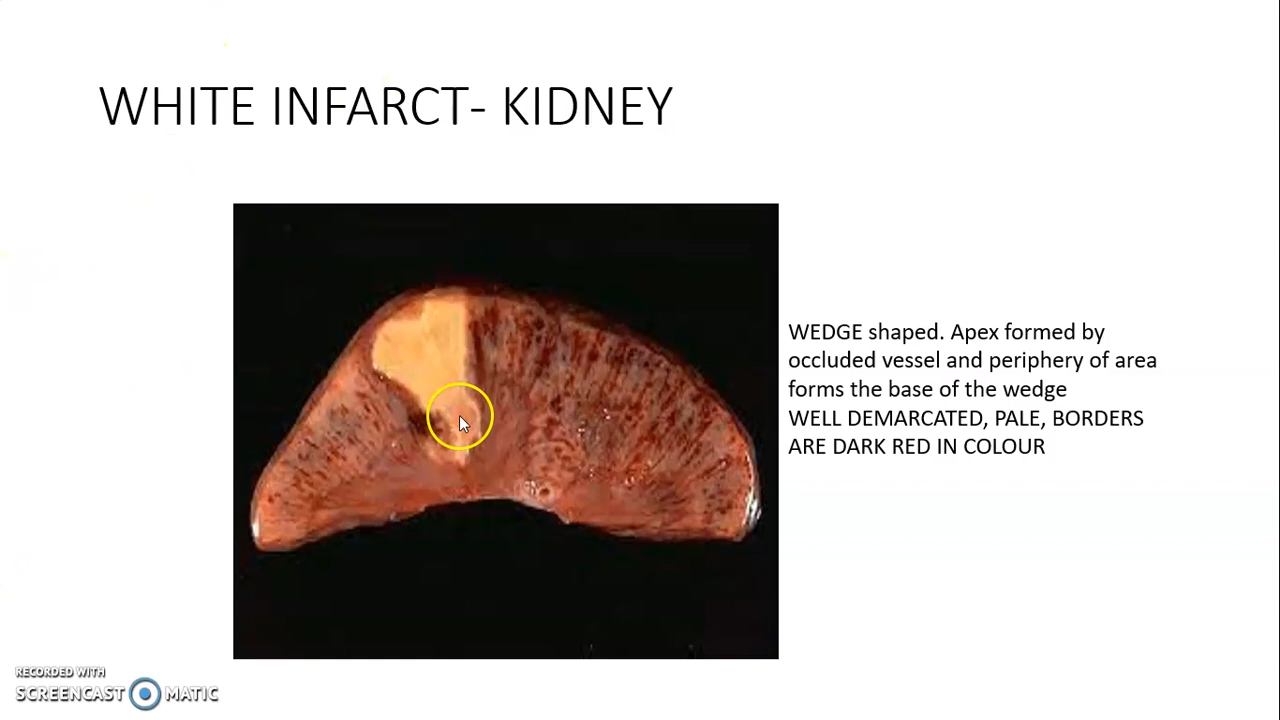 WHITE INFARCT- KIDNEY
WEDGE shaped. Apex formed by
occluded vessel and periphery of area
forms the base of the wedge
WELL DEMARCATED, PALE, BORDERS
ARE DARK RED IN COLOUR
RECORDED WITH
SCREENCAST MATIC